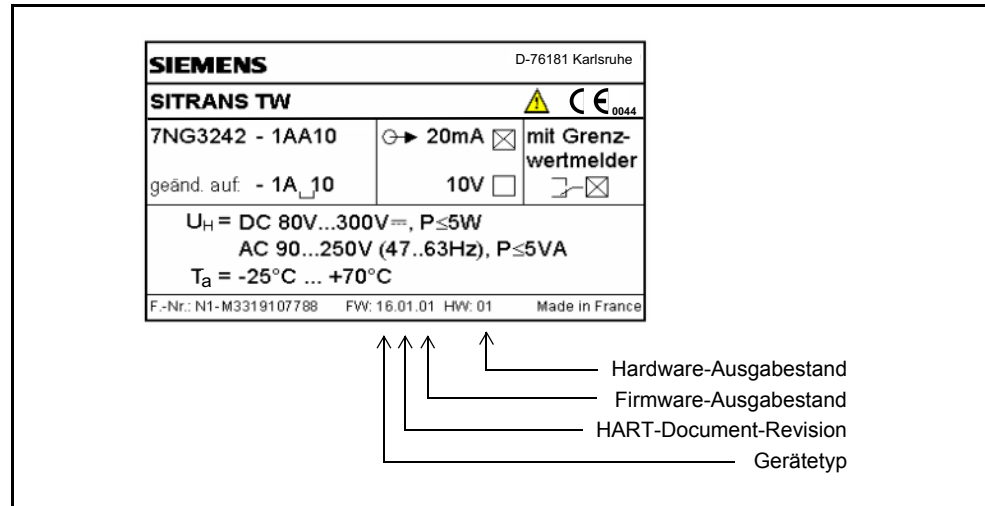 SIEMENS D-76181 Karlsruhe
SITRANS TW CE 0044
7NG3242 - 1AA10 20mA mit Grenz-
wertmelder
geänd. auf: - 1A␣10 10V
UH = DC 80V...300V⎓, P≤5W
AC 90...250V (47..63Hz), P≤5VA
Ta = -25°C ... +70°C
F.-Nr.: N1-M3319107788 FW: 16.01.01 HW: 01 Made in France
Hardware-Ausgabestand
Firmware-Ausgabestand
HART-Document-Revision
Gerätetyp